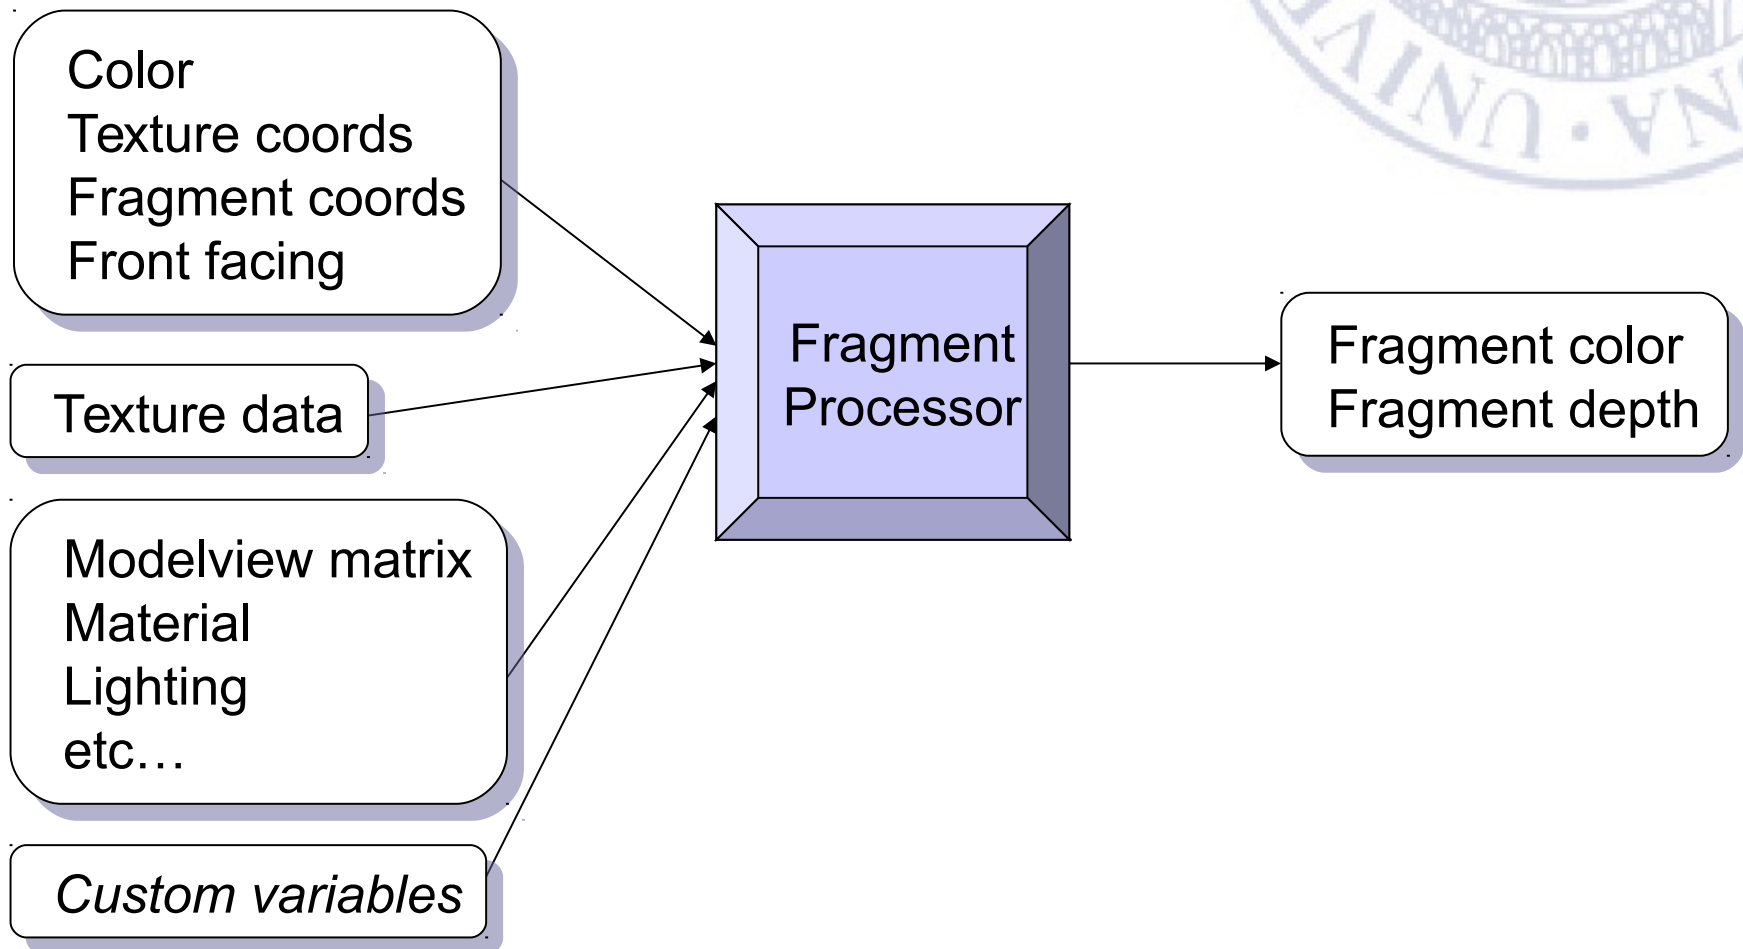 Color
Texture coords
Fragment coords
Front facing
Texture data
Modelview matrix
Material
Lighting
etc…
Custom variables
Fragment
Processor
Fragment color
Fragment depth